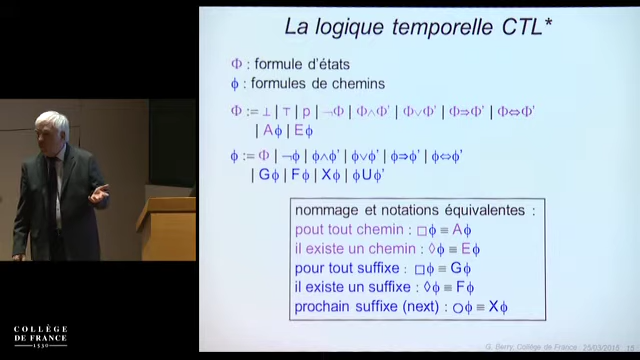 La logique temporelle CTL*
Φ : formule d'états
ϕ : formules de chemins
Φ := ⊥ | ⊤ | p | ¬Φ | Φ∧Φ' | Φ∨Φ' | Φ⇒Φ' | Φ⇔Φ'
| Aϕ | Eϕ
ϕ := Φ | ¬ϕ | ϕ∧ϕ' | ϕ∨ϕ' | ϕ⇒ϕ' | ϕ⇔ϕ'
| Gϕ | Fϕ | Xϕ | ϕUϕ'
nommage et notations équivalentes :
pout tout chemin : □ϕ ≡ Aϕ
il existe un chemin : ◊ϕ ≡ Eϕ
pour tout suffixe : □ϕ ≡ Gϕ
il existe un suffixe : ◊ϕ ≡ Fϕ
prochain suffixe (next) : ○ϕ ≡ Xϕ
COLLÈGE
DE FRANCE
1530
G. Berry, Collège de France, 25/03/2015